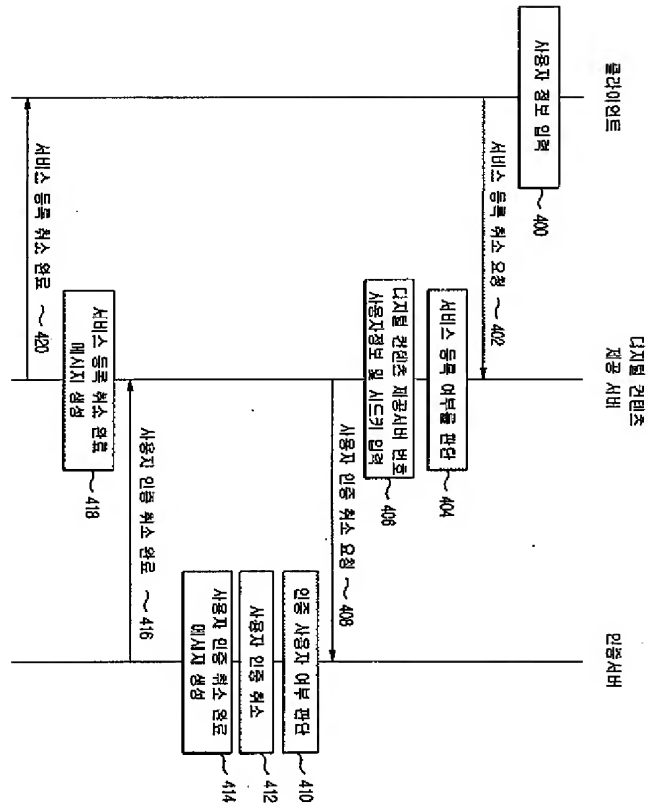 클라이언트
디지털 컨텐츠
제공 서버
인증서버
사용자 정보 입력
400
서비스 등록 취소 요청
402
서비스 등록 여부를 판단
404
디지털 컨텐츠 제공서버 번호
사용자정보 및 시드키 입력
406
사용자 인증 취소 요청
408
인증 사용자 여부 판단
410
사용자 인증 취소
412
사용자 인증 취소 완료
메시지 생성
414
사용자 인증 취소 완료
416
서비스 등록 취소 완료
메시지 생성
418
서비스 등록 취소 완료
420